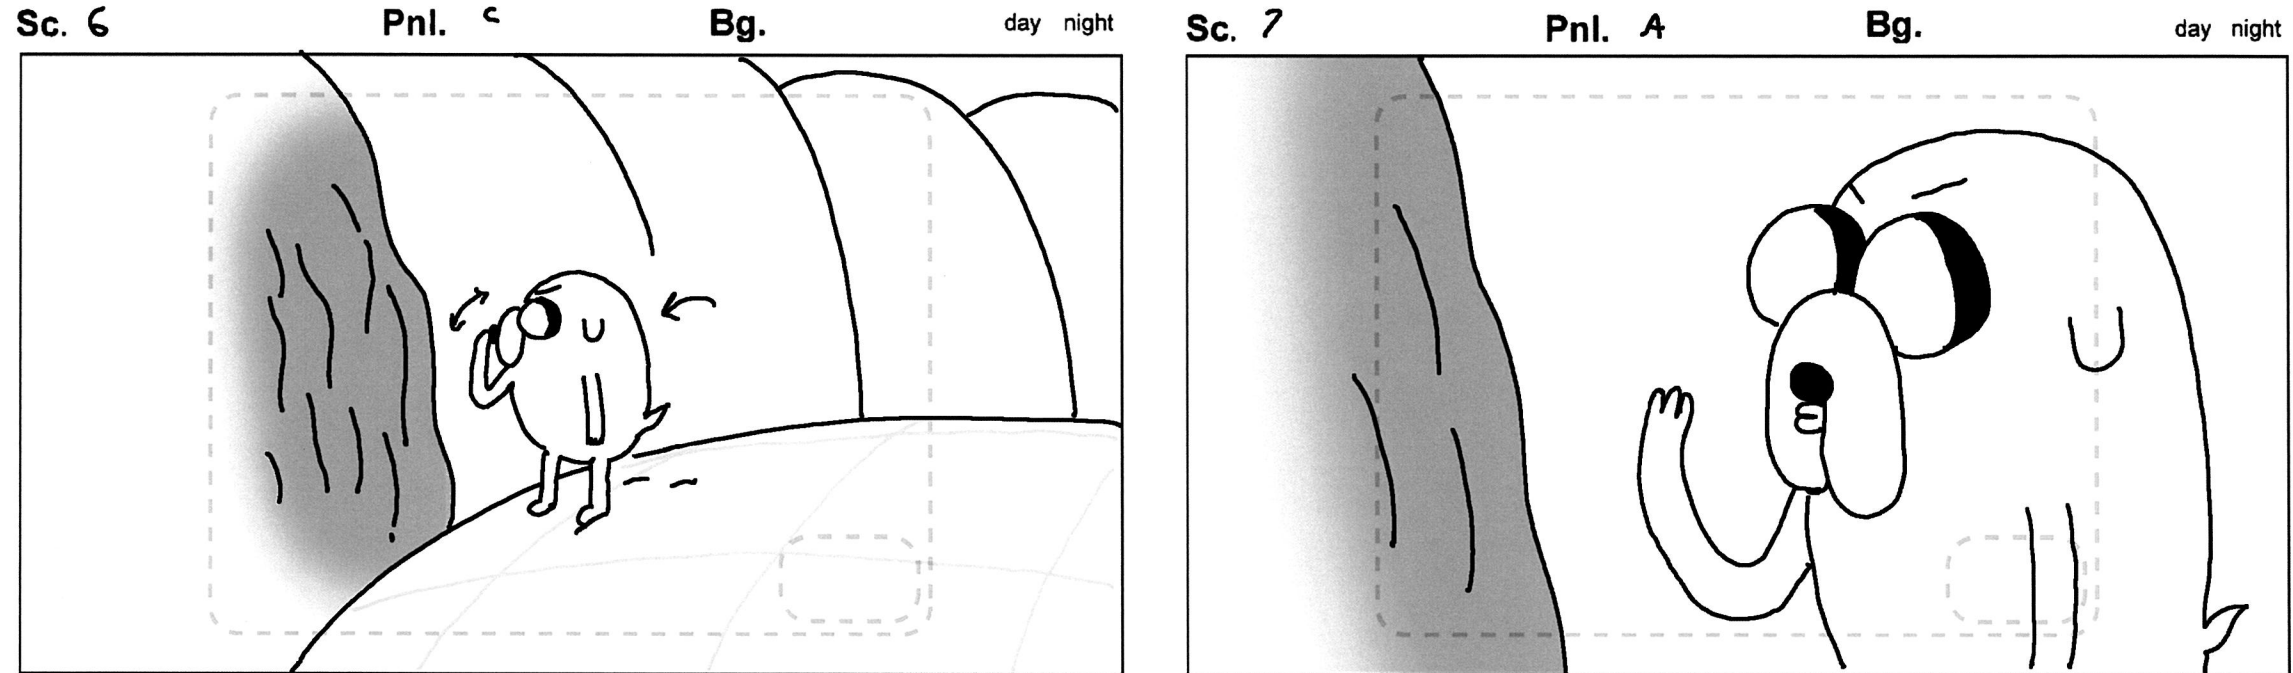 Sc. 6 Pnl. c Bg. day night
Sc. 7 Pnl. A Bg. day night